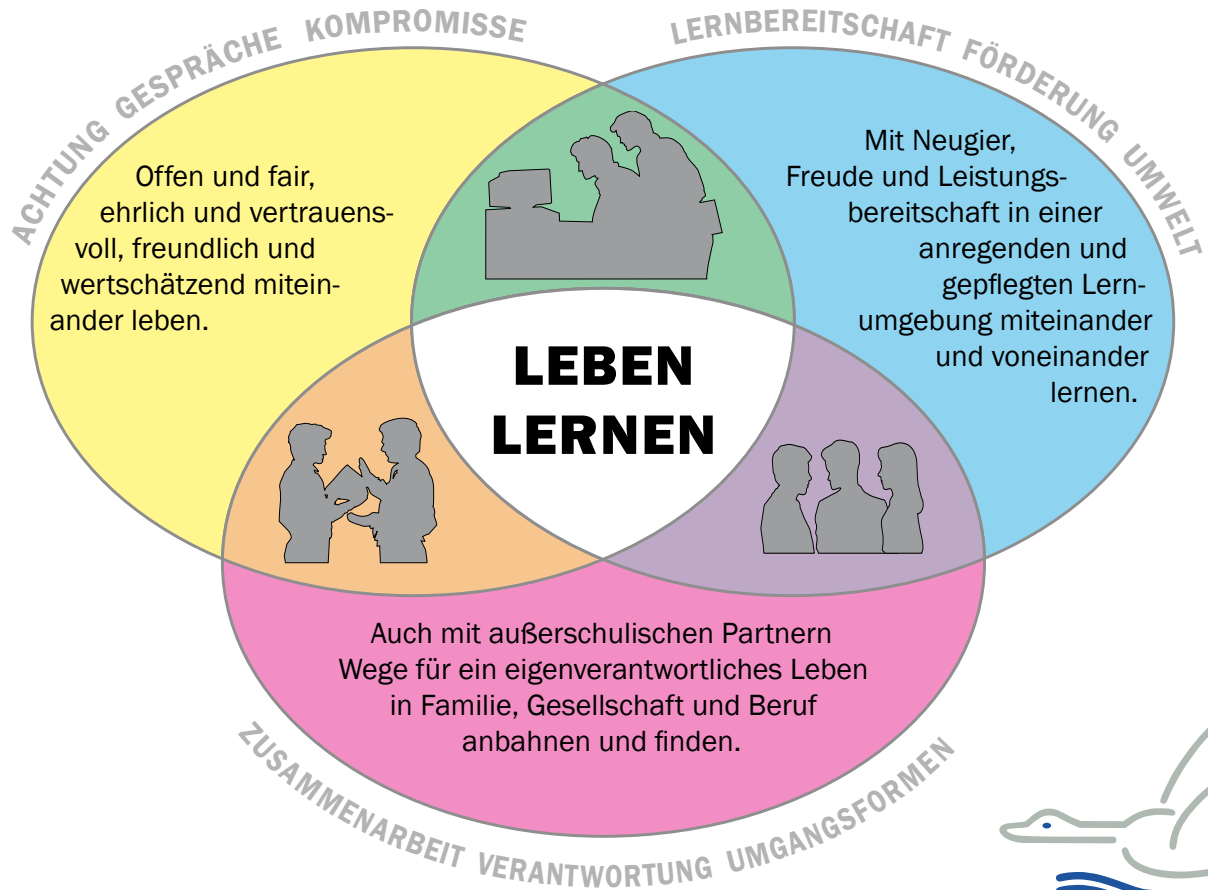 ACHTUNG GESPRÄCHE KOMPROMISSE
LERNBEREITSCHAFT FÖRDERUNG UMWELT
Offen und fair,
ehrlich und vertrauens-
voll, freundlich und
wertschätzend mitein-
ander leben.
Mit Neugier,
Freude und Leistungs-
bereitschaft in einer
anregenden und
gepflegten Lern-
umgebung miteinander
und voneinander
lernen.
LEBEN
LERNEN
Auch mit außerschulischen Partnern
Wege für ein eigenverantwortliches Leben
in Familie, Gesellschaft und Beruf
anbahnen und finden.
ZUSAMMENARBEIT VERANTWORTUNG UMGANGSFORMEN